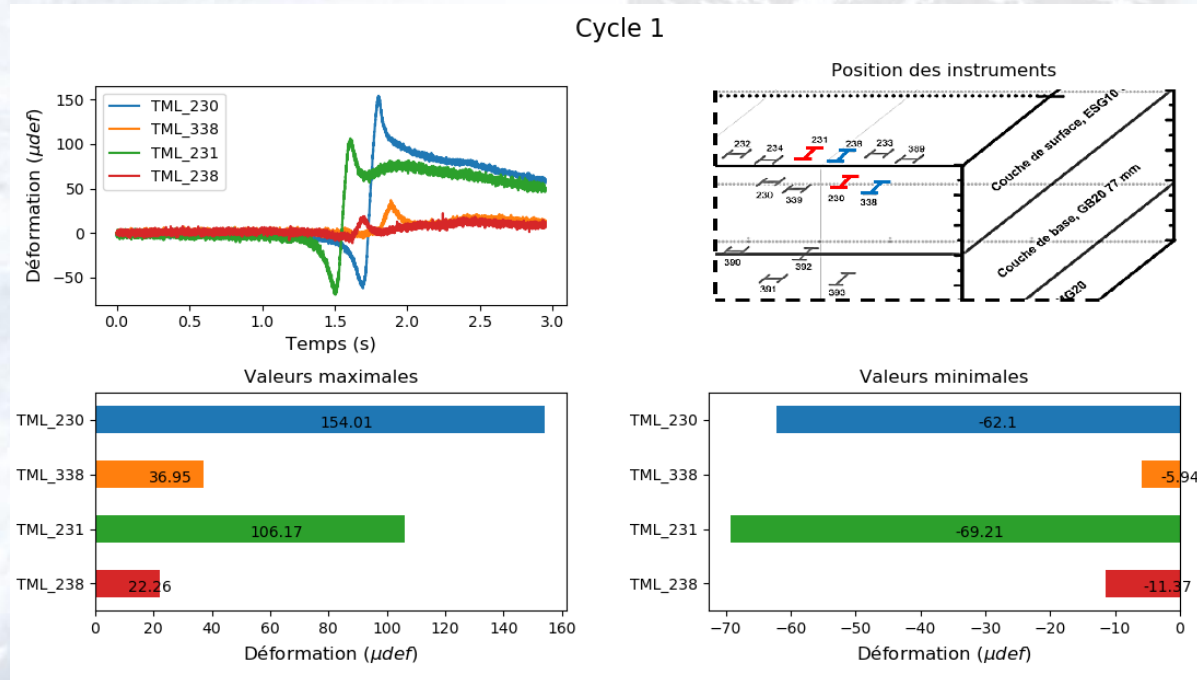 Cycle 1
150
100
50
0
−50
Déformation (μdef)
TML_230
TML_338
TML_231
TML_238
0.0 0.5 1.0 1.5 2.0 2.5 3.0
Temps (s)
Position des instruments
232 234 231 238 233 389
230 339 230 338
390 392
391 393
Couche de surface, ESG10
Couche de base, GB20 77 mm
MG20
Valeurs maximales
TML_230 154.01
TML_338 36.95
TML_231 106.17
TML_238 22.26
0 20 40 60 80 100 120 140 160
Déformation (μdef)
Valeurs minimales
TML_230 -62.1
TML_338 -5.94
TML_231 -69.21
TML_238 -11.37
−70 −60 −50 −40 −30 −20 −10 0
Déformation (μdef)